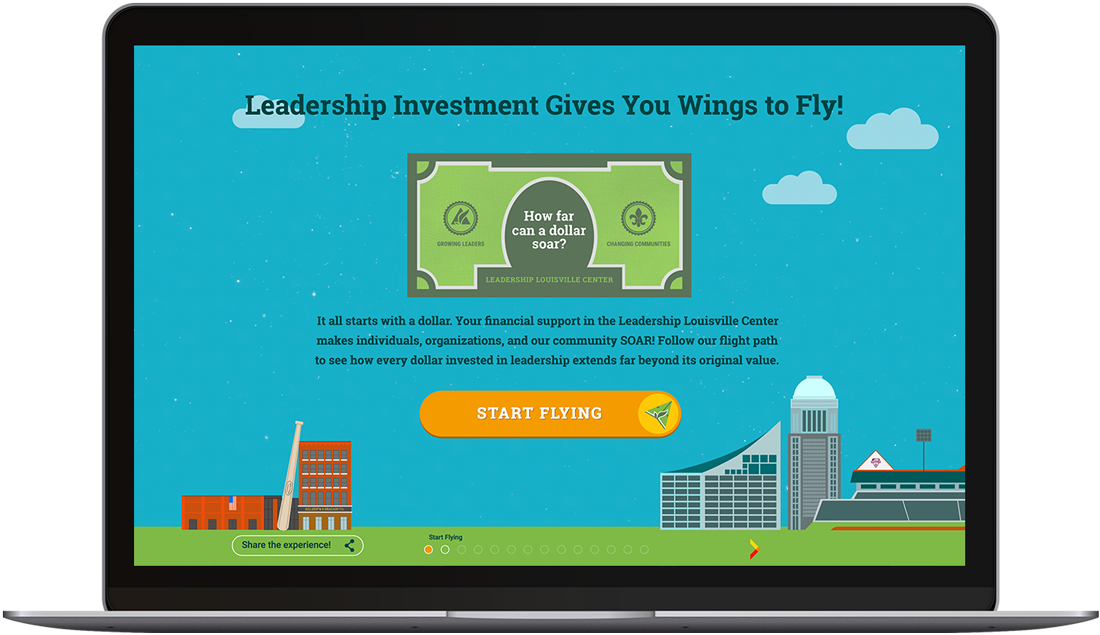 Leadership Investment Gives You Wings to Fly!
How far
can a dollar
soar?
GROWING LEADERS
CHANGING COMMUNITIES
LEADERSHIP LOUISVILLE CENTER
It all starts with a dollar. Your financial support in the Leadership Louisville Center
makes individuals, organizations, and our community SOAR! Follow our flight path
to see how every dollar invested in leadership extends far beyond its original value.
START FLYING
Share the experience!
Start Flying